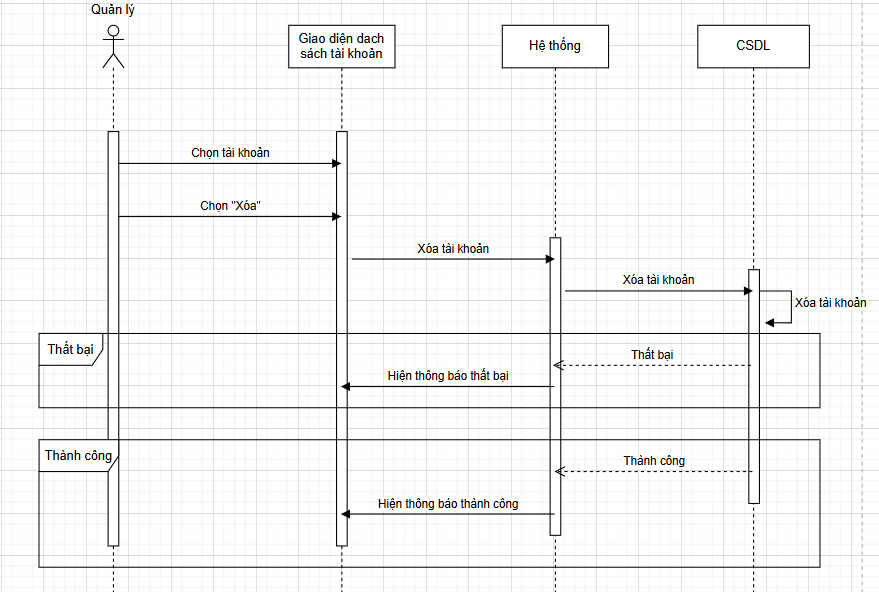 Quản lý
Giao diện dach
sách tài khoản
Hệ thống
CSDL
Chọn tài khoản
Chọn "Xóa"
Xóa tài khoản
Xóa tài khoản
Xóa tài khoản
Thất bại
Thất bại
Hiện thông báo thất bại
Thành công
Thành công
Hiện thông báo thành công